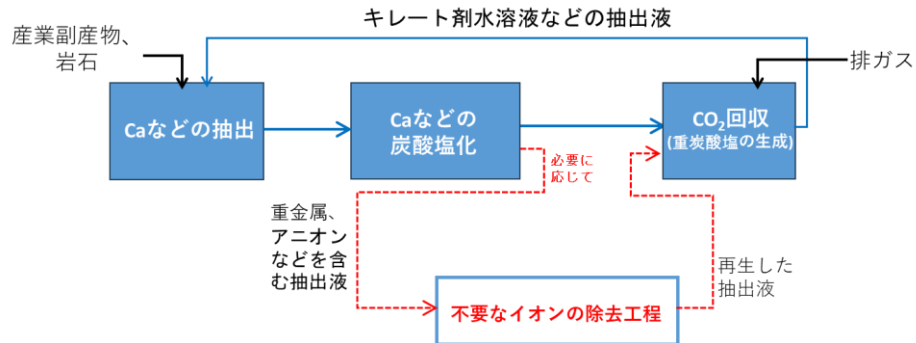 キレート剤水溶液などの抽出液
産業副産物、
岩石
排ガス
Caなどの抽出
Caなどの
炭酸塩化
CO₂回収
(重炭酸塩の生成)
必要に
応じて
重金属、
アニオン
などを含
む抽出液
再生した
抽出液
不要なイオンの除去工程